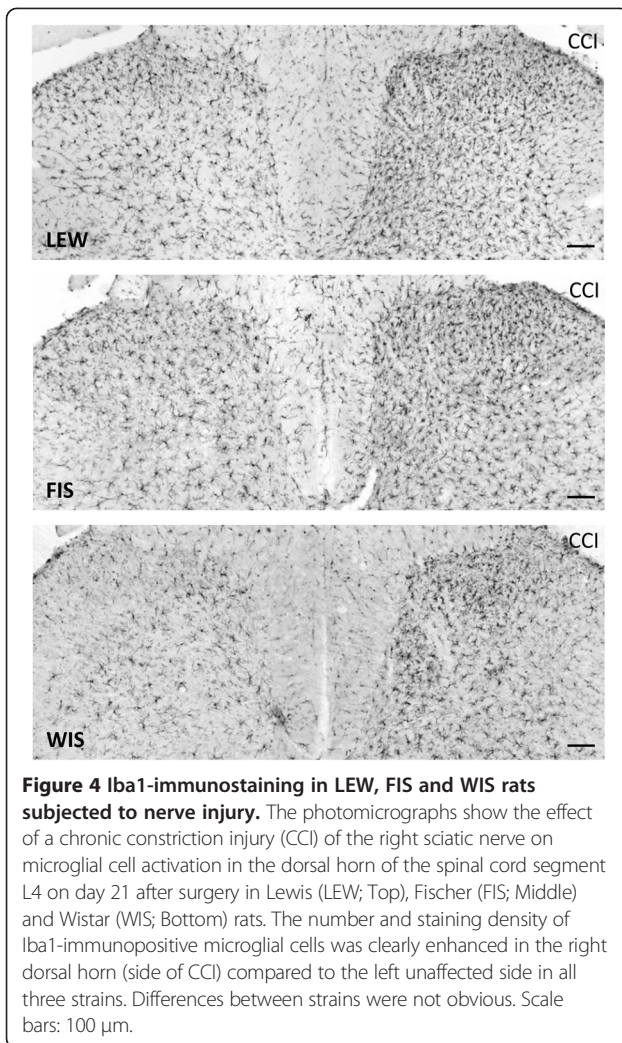 CCI
LEW
CCI
FIS
CCI
WIS
Figure 4 Iba1-immunostaining in LEW, FIS and WIS rats
subjected to nerve injury. The photomicrographs show the effect
of a chronic constriction injury (CCI) of the right sciatic nerve on
microglial cell activation in the dorsal horn of the spinal cord segment
L4 on day 21 after surgery in Lewis (LEW; Top), Fischer (FIS; Middle)
and Wistar (WIS; Bottom) rats. The number and staining density of
Iba1-immunopositive microglial cells was clearly enhanced in the right
dorsal horn (side of CCI) compared to the left unaffected side in all
three strains. Differences between strains were not obvious. Scale
bars: 100 μm.